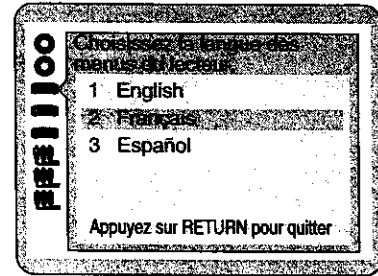 Choisissez la langue des
menus du lecteur.
1 English
2 Français
3 Español
Appuyez sur RETURN pour quitter